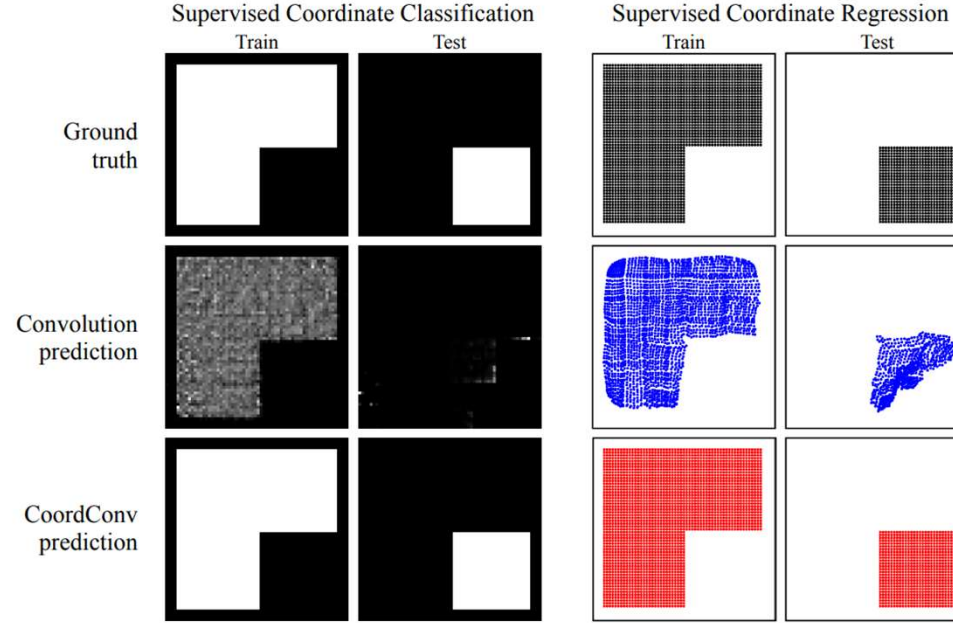 Supervised Coordinate Classification
Supervised Coordinate Regression
Train
Test
Train
Test
Ground
truth
Convolution
prediction
CoordConv
prediction